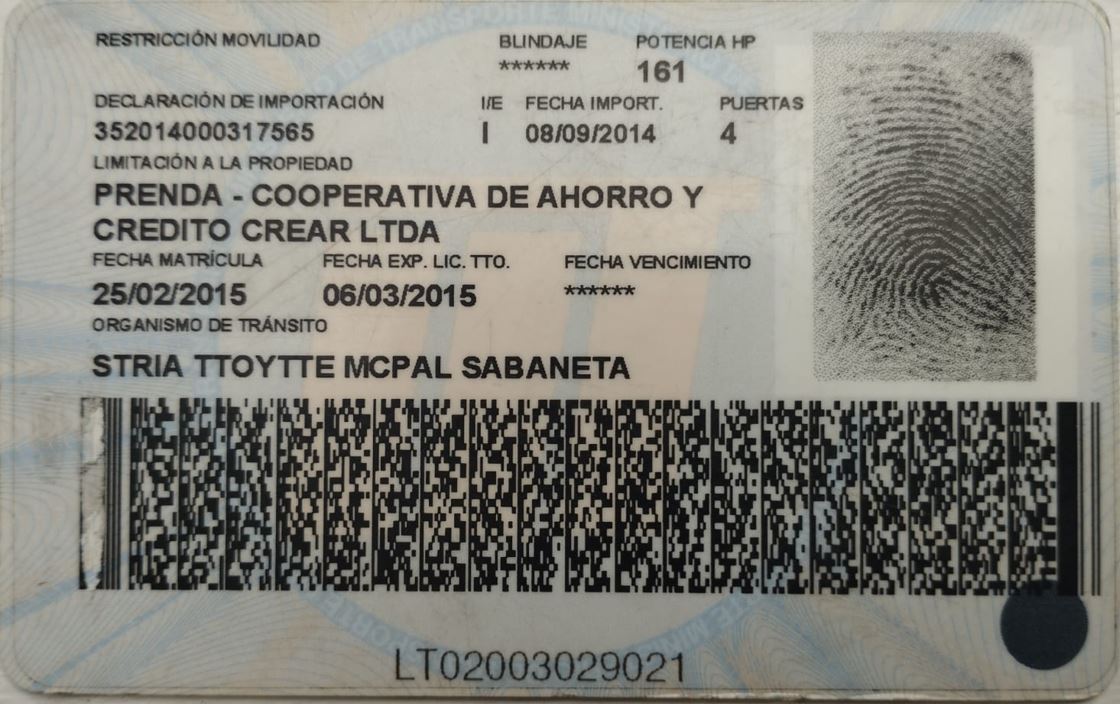 RESTRICCIÓN MOVILIDAD BLINDAJE POTENCIA HP
****** 161
DECLARACIÓN DE IMPORTACIÓN I/E FECHA IMPORT. PUERTAS
352014000317565 I 08/09/2014 4
LIMITACIÓN A LA PROPIEDAD
PRENDA - COOPERATIVA DE AHORRO Y
CREDITO CREAR LTDA
FECHA MATRÍCULA FECHA EXP. LIC. TTO. FECHA VENCIMIENTO
25/02/2015 06/03/2015 ******
ORGANISMO DE TRÁNSITO
STRIA TTOYTTE MCPAL SABANETA
LT02003029021